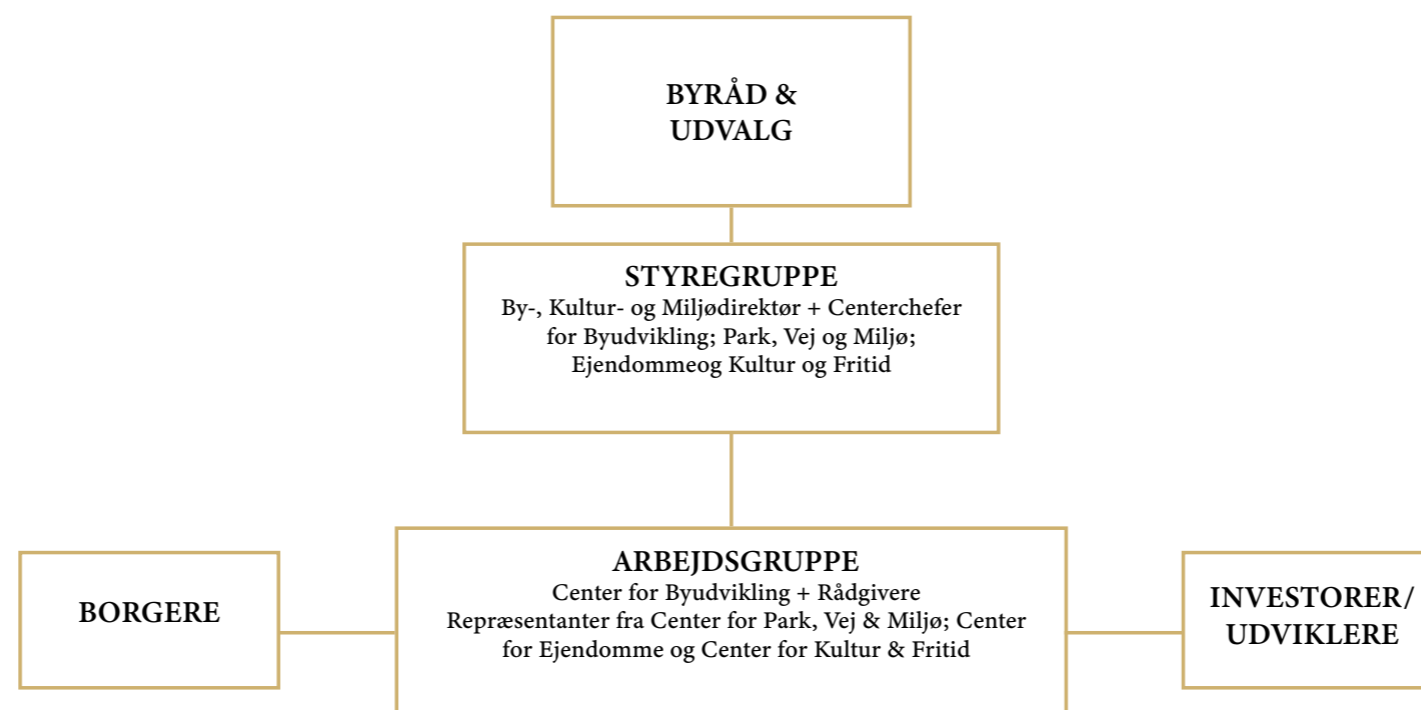 BYRÅD &
UDVALG
STYREGRUPPE
By-, Kultur- og Miljødirektør + Centerchefer
for Byudvikling; Park, Vej og Miljø;
Ejendommeog Kultur og Fritid
BORGERE
ARBEJDSGRUPPE
Center for Byudvikling + Rådgivere
Repræsentanter fra Center for Park, Vej & Miljø; Center
for Ejendomme og Center for Kultur & Fritid
INVESTORER/
UDVIKLERE